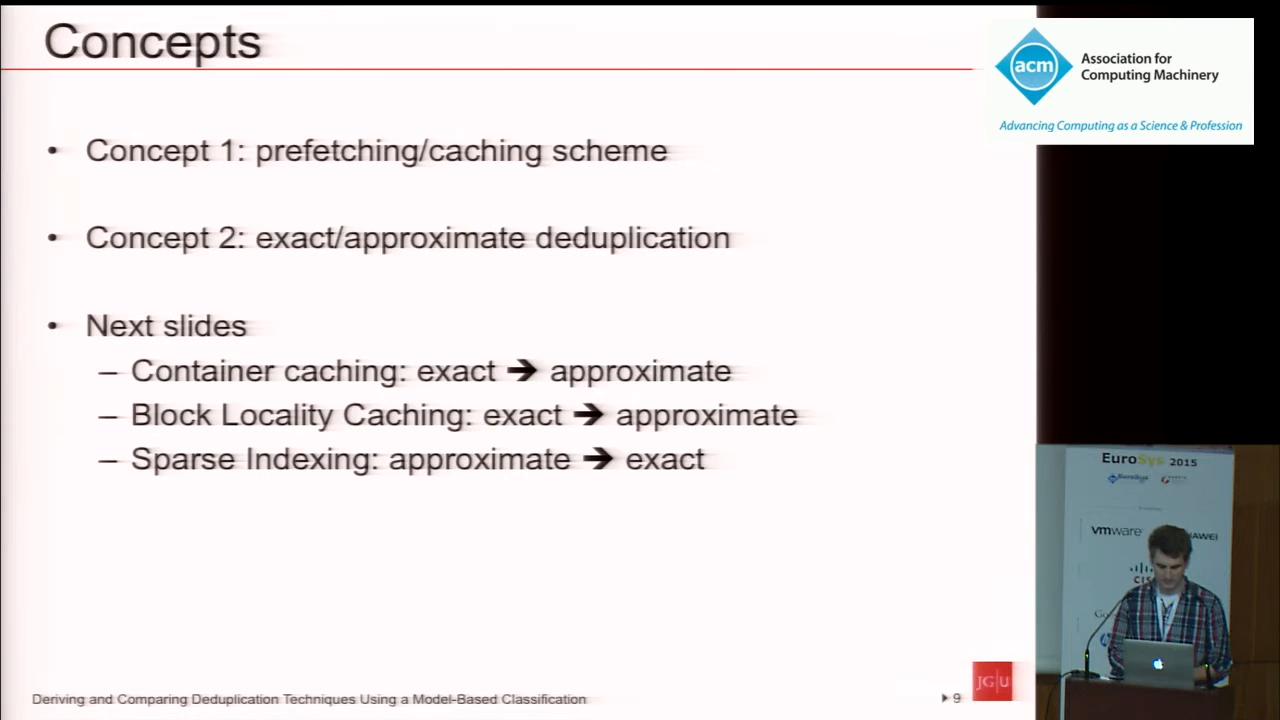 Concepts
acm
Association for
Computing Machinery
Advancing Computing as a Science & Profession
• Concept 1: prefetching/caching scheme
• Concept 2: exact/approximate deduplication
• Next slides
– Container caching: exact ➔ approximate
– Block Locality Caching: exact ➔ approximate
– Sparse Indexing: approximate ➔ exact
EuroSys 2015
vmware
JG|U
Deriving and Comparing Deduplication Techniques Using a Model-Based Classification
9